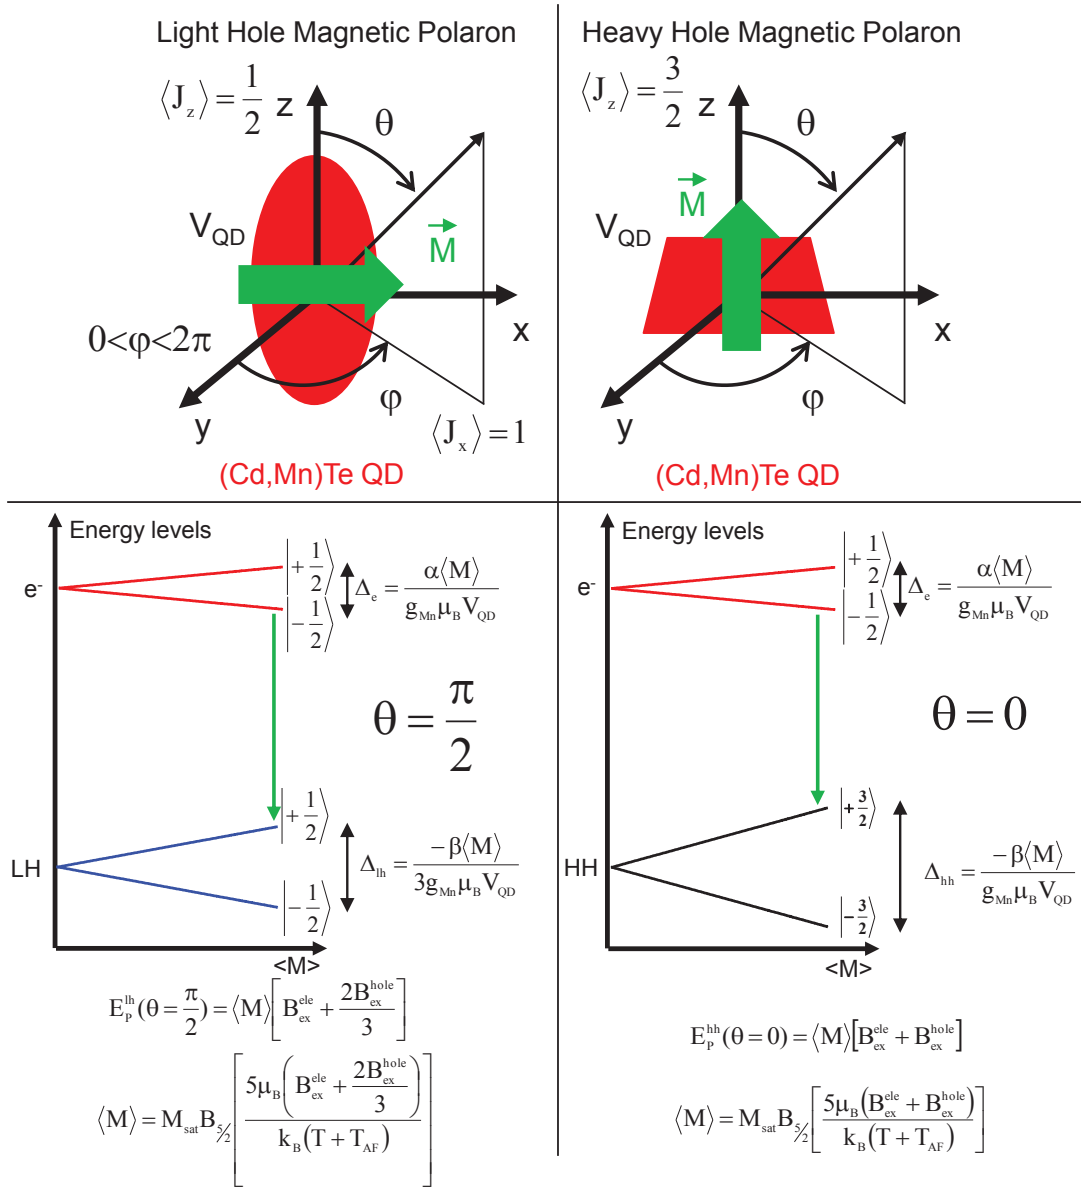 Light Hole Magnetic Polaron
⟨J_z⟩ = 1/2
z
θ
V_QD
M⃗
x
0<φ<2π
φ
y
⟨J_x⟩ = 1
(Cd,Mn)Te QD
Heavy Hole Magnetic Polaron
⟨J_z⟩ = 3/2
z
θ
M⃗
V_QD
x
φ
y
(Cd,Mn)Te QD
Energy levels
e⁻
|+1/2⟩
|-1/2⟩
Δ_e = α⟨M⟩ / g_Mn μ_B V_QD
θ = π/2
|+1/2⟩
LH
Δ_lh = -β⟨M⟩ / 3g_Mn μ_B V_QD
|-1/2⟩
<M>
E_P^lh(θ = π/2) = ⟨M⟩[B_ex^ele + 2B_ex^hole / 3]
⟨M⟩ = M_sat B_5/2 [5μ_B(B_ex^ele + 2B_ex^hole / 3) / k_B(T + T_AF)]
Energy levels
e⁻
|+1/2⟩
|-1/2⟩
Δ_e = α⟨M⟩ / g_Mn μ_B V_QD
θ = 0
|+3/2⟩
HH
Δ_hh = -β⟨M⟩ / g_Mn μ_B V_QD
|-3/2⟩
<M>
E_P^hh(θ = 0) = ⟨M⟩[B_ex^ele + B_ex^hole]
⟨M⟩ = M_sat B_5/2 [5μ_B(B_ex^ele + B_ex^hole) / k_B(T + T_AF)]